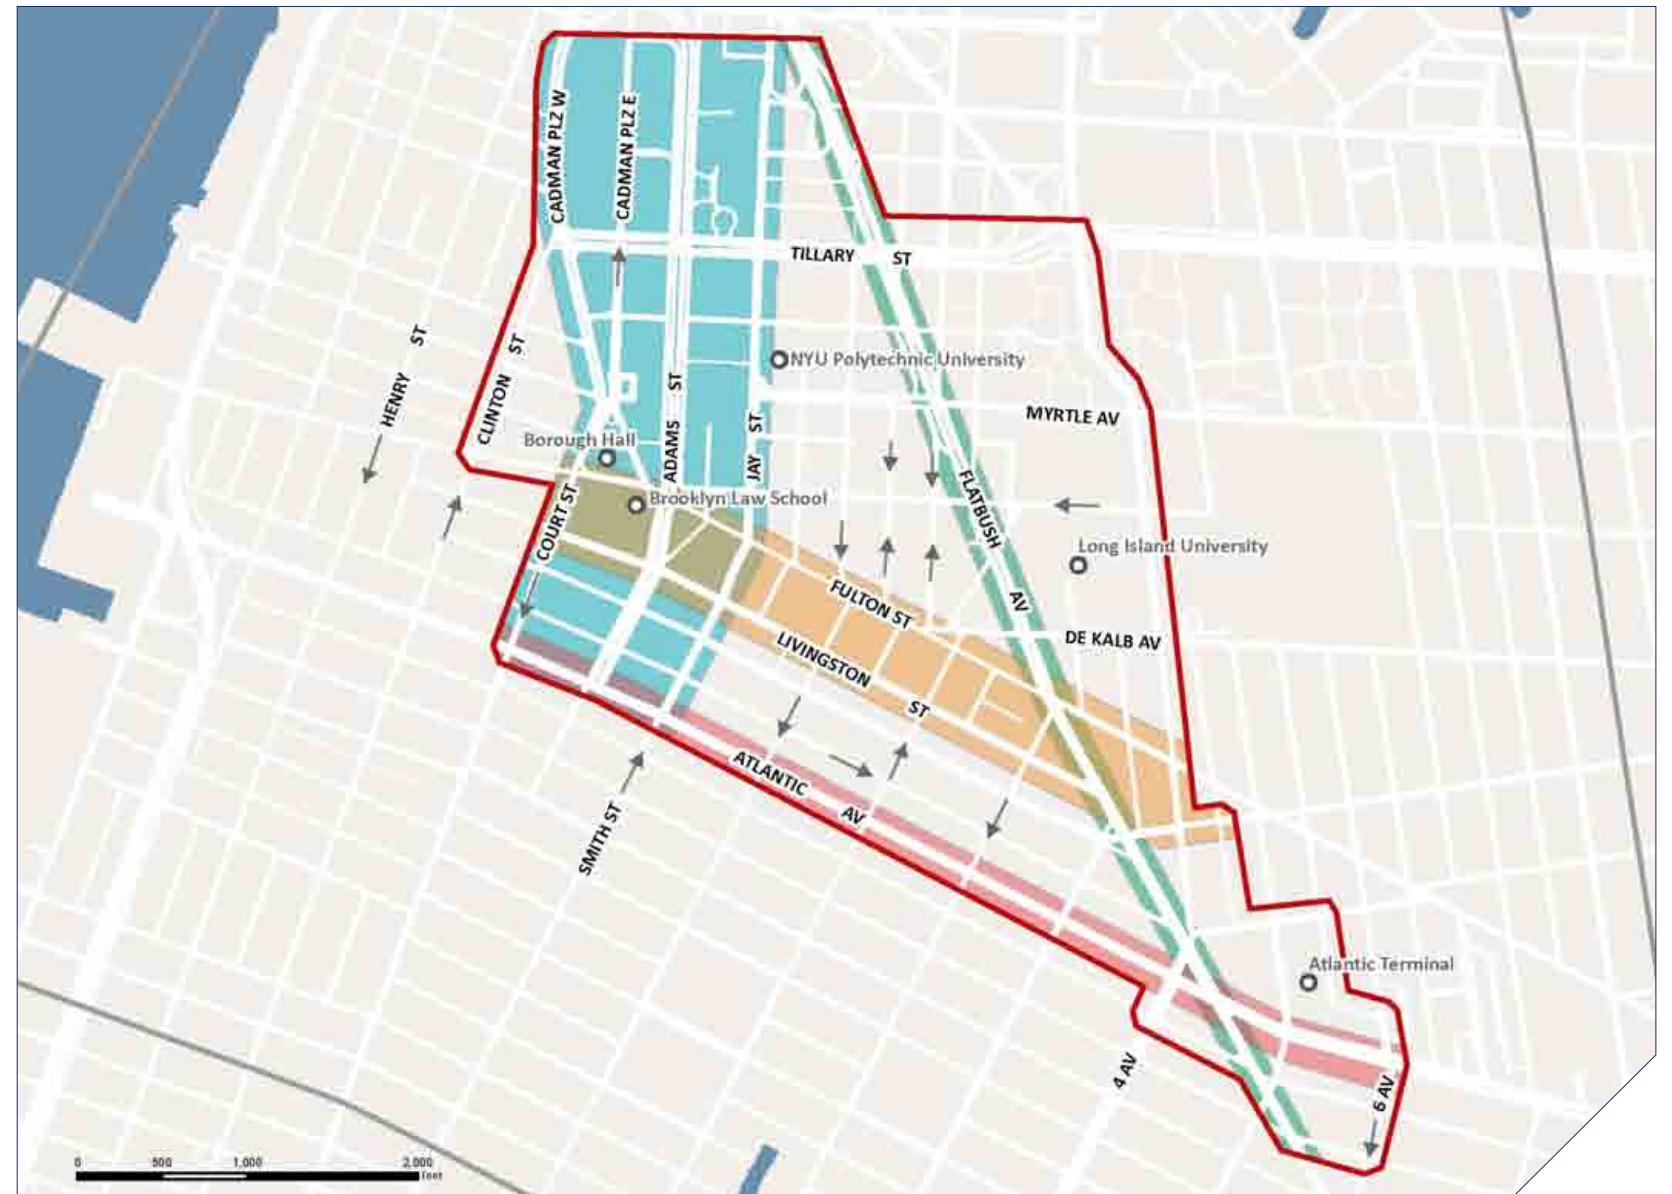 CADMAN PLZ W
CADMAN PLZ E
TILLARY ST
HENRY ST
CLINTON ST
NYU Polytechnic University
ADAMS ST
JAY ST
MYRTLE AV
Borough Hall
Brooklyn Law School
COURT ST
FLATBUSH AV
Long Island University
FULTON ST
DE KALB AV
LIVINGSTON ST
ATLANTIC AV
SMITH ST
Atlantic Terminal
4 AV
6 AV
0 500 1,000 2,000
Feet